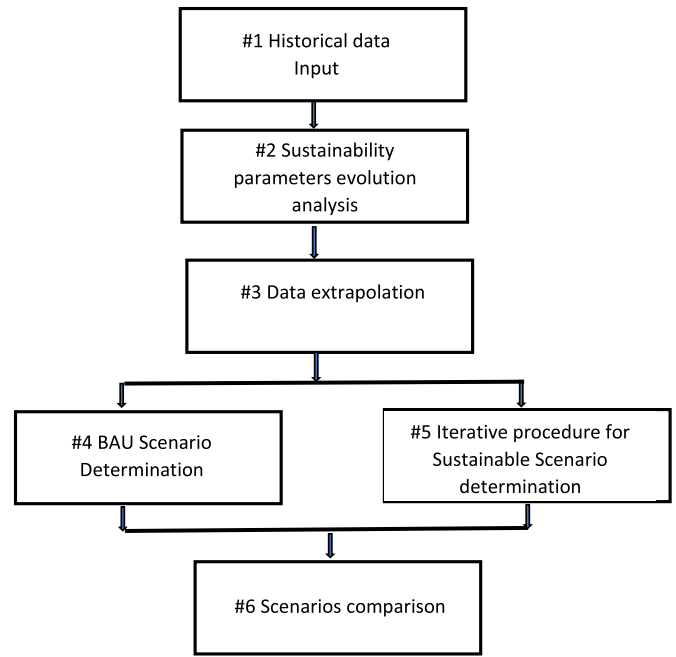 #1 Historical data
Input
#2 Sustainability
parameters evolution
analysis
#3 Data extrapolation
#4 BAU Scenario
Determination
#5 Iterative procedure for
Sustainable Scenario
determination
#6 Scenarios comparison